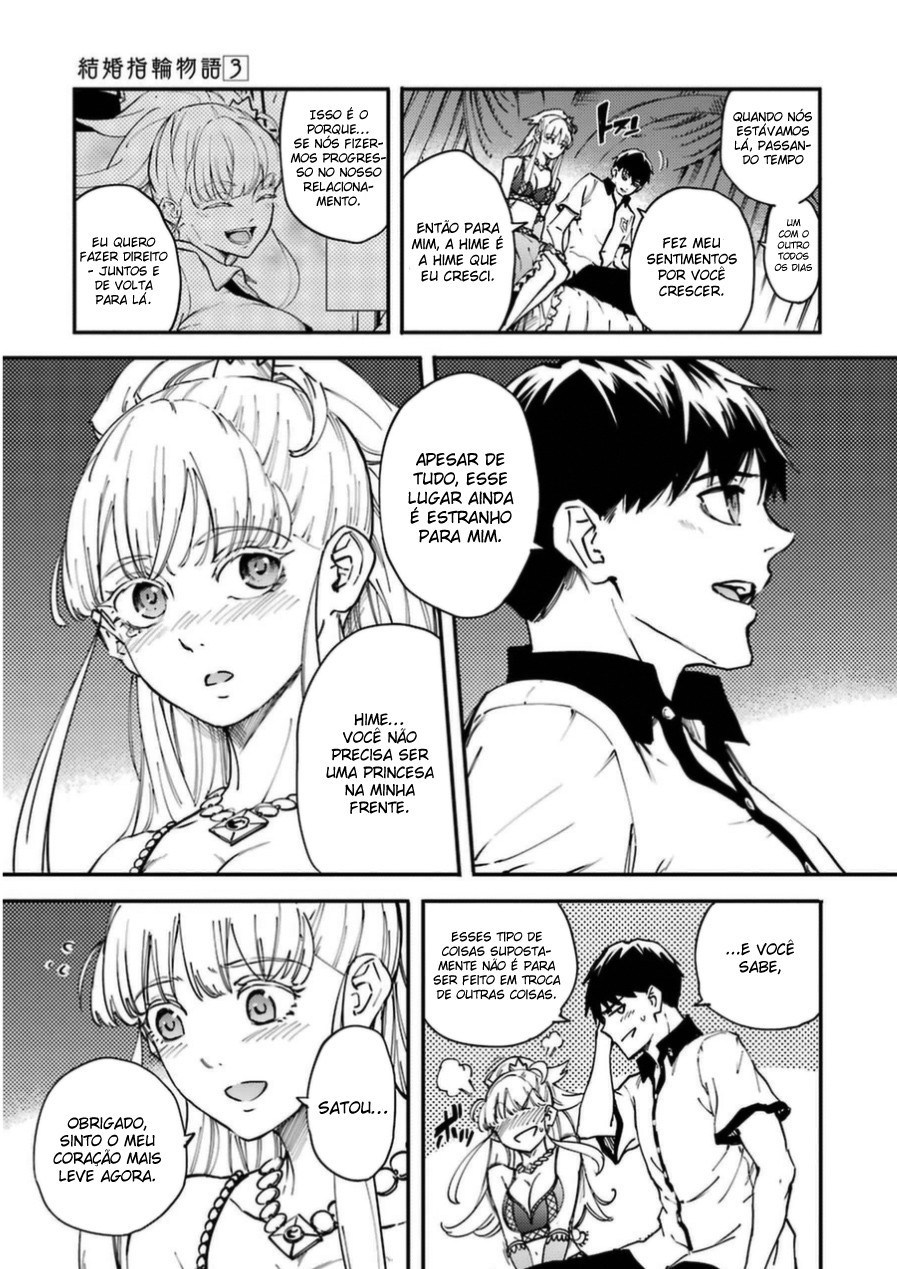 結婚指輪物語 3
QUANDO NÓS
ESTÁVAMOS
LÁ, PASSAN-
DO TEMPO
UM
COM O
OUTRO
TODOS
OS DIAS
FEZ MEU
SENTIMENTOS
POR VOCÊ
CRESCER.
ENTÃO PARA
MIM, A HIME É
A HIME QUE
EU CRESCI.
ISSO É O
PORQUE...
SE NÓS FIZER-
MOS PROGRES-
SO NO NOSSO
RELACIONA-
MENTO.
EU QUERO
FAZER DIREITO
- JUNTOS E
DE VOLTA
PARA LÁ.
APESAR DE
TUDO, ESSE
LUGAR AINDA
É ESTRANHO
PARA MIM.
HIME...
VOCÊ NÃO
PRECISA SER
UMA PRINCESA
NA MINHA
FRENTE.
...E VOCÊ
SABE,
ESSES TIPO DE
COISAS SUPOSTA-
MENTE NÃO É PARA
SER FEITO EM TROCA
DE OUTRAS COISAS.
SATOU...
OBRIGADO,
SINTO O MEU
CORAÇÃO MAIS
LEVE AGORA.